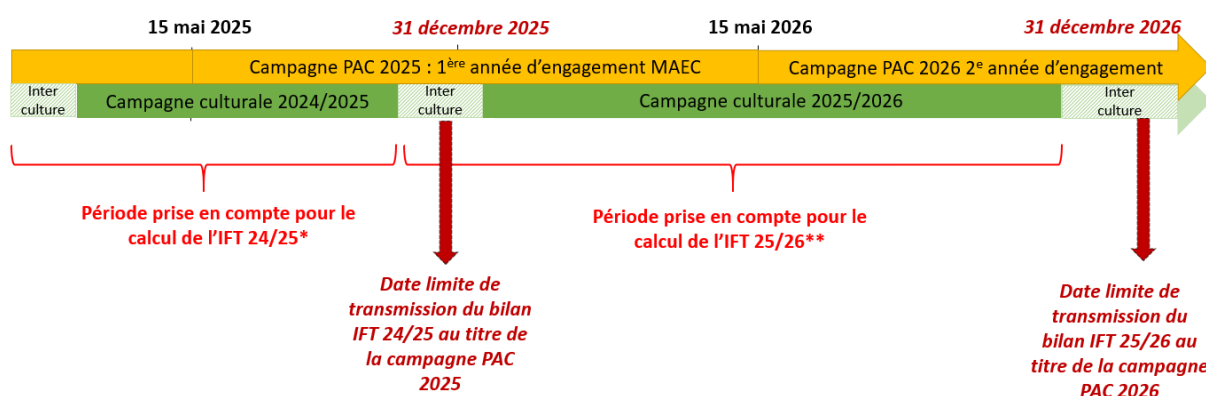 15 mai 2025
31 décembre 2025
15 mai 2026
31 décembre 2026
Campagne PAC 2025 : 1ère année d'engagement MAEC
Campagne PAC 2026 2e année d'engagement
Inter
culture
Campagne culturale 2024/2025
Inter
culture
Campagne culturale 2025/2026
Inter
culture
Période prise en compte pour le
calcul de l'IFT 24/25*
Période prise en compte pour le
calcul de l'IFT 25/26**
Date limite de
transmission du bilan
IFT 24/25 au titre de
la campagne PAC
2025
Date limite de
transmission du
bilan IFT 25/26 au
titre de la campagne
PAC 2026